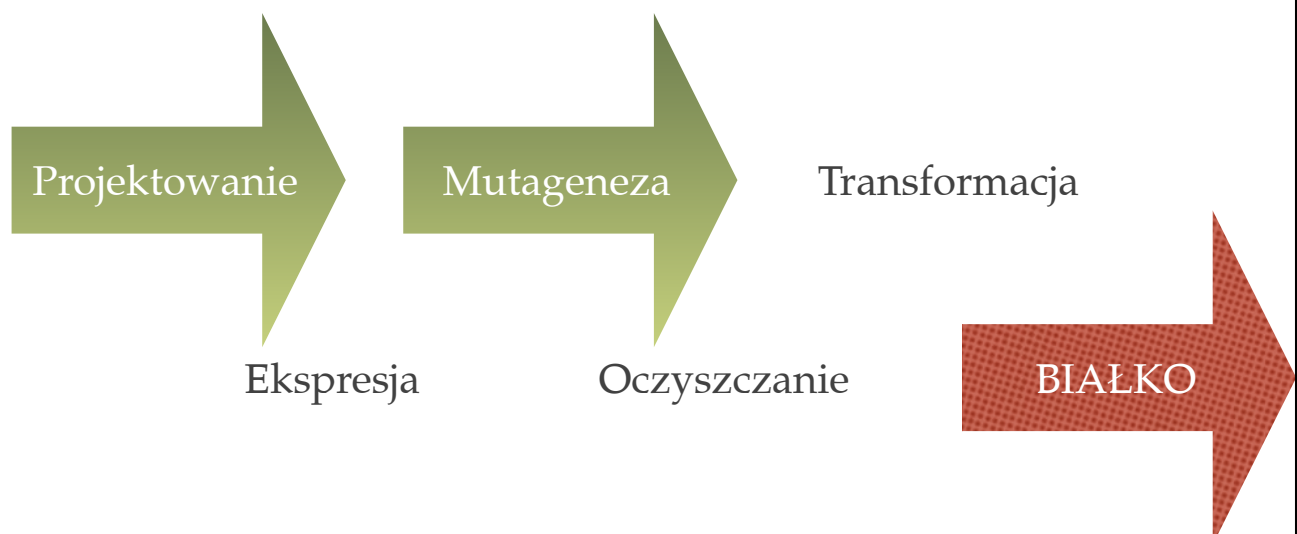 Projektowanie
Mutageneza
Transformacja
Ekspresja
Oczyszczanie
BIAŁKO